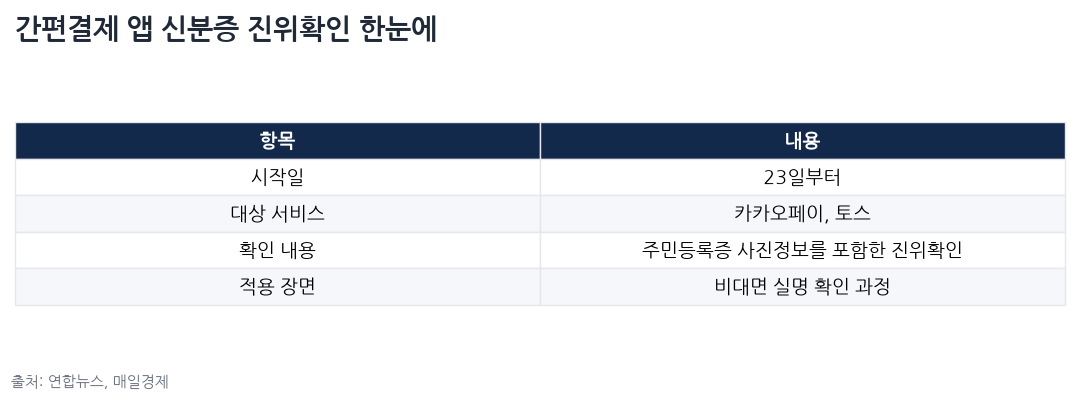 간편결제 앱 신분증 진위확인 한눈에
항목 내용
시작일 23일부터
대상 서비스 카카오페이, 토스
확인 내용 주민등록증 사진정보를 포함한 진위확인
적용 장면 비대면 실명 확인 과정
출처: 연합뉴스, 매일경제